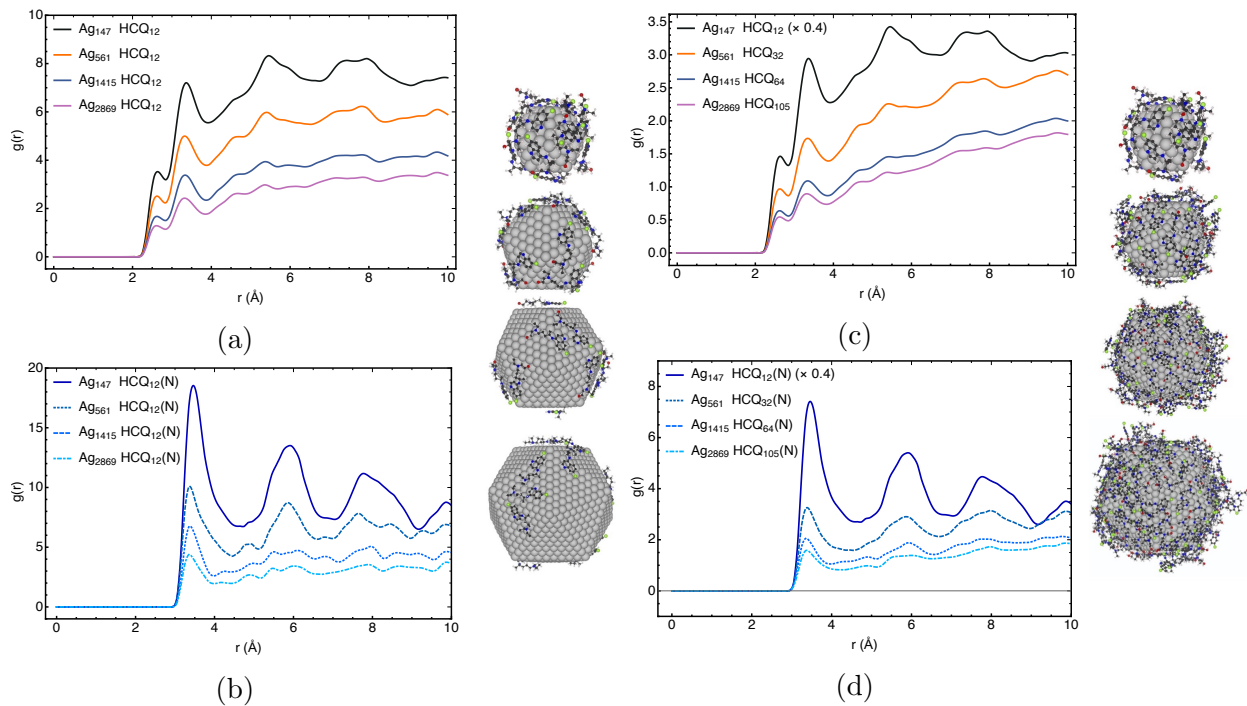 Ag147 HCQ12
Ag561 HCQ12
Ag1415 HCQ12
Ag2869 HCQ12
10
8
6
4
2
0
g(r)
0 2 4 6 8 10
r (Å)
(a)
Ag147 HCQ12(N)
Ag561 HCQ12(N)
Ag1415 HCQ12(N)
Ag2869 HCQ12(N)
20
15
10
5
0
g(r)
0 2 4 6 8 10
r (Å)
(b)
Ag147 HCQ12 (× 0.4)
Ag561 HCQ32
Ag1415 HCQ64
Ag2869 HCQ105
3.5
3.0
2.5
2.0
1.5
1.0
0.5
0.0
g(r)
0 2 4 6 8 10
r (Å)
(c)
Ag147 HCQ12(N) (× 0.4)
Ag561 HCQ32(N)
Ag1415 HCQ64(N)
Ag2869 HCQ105(N)
8
6
4
2
0
g(r)
0 2 4 6 8 10
r (Å)
(d)